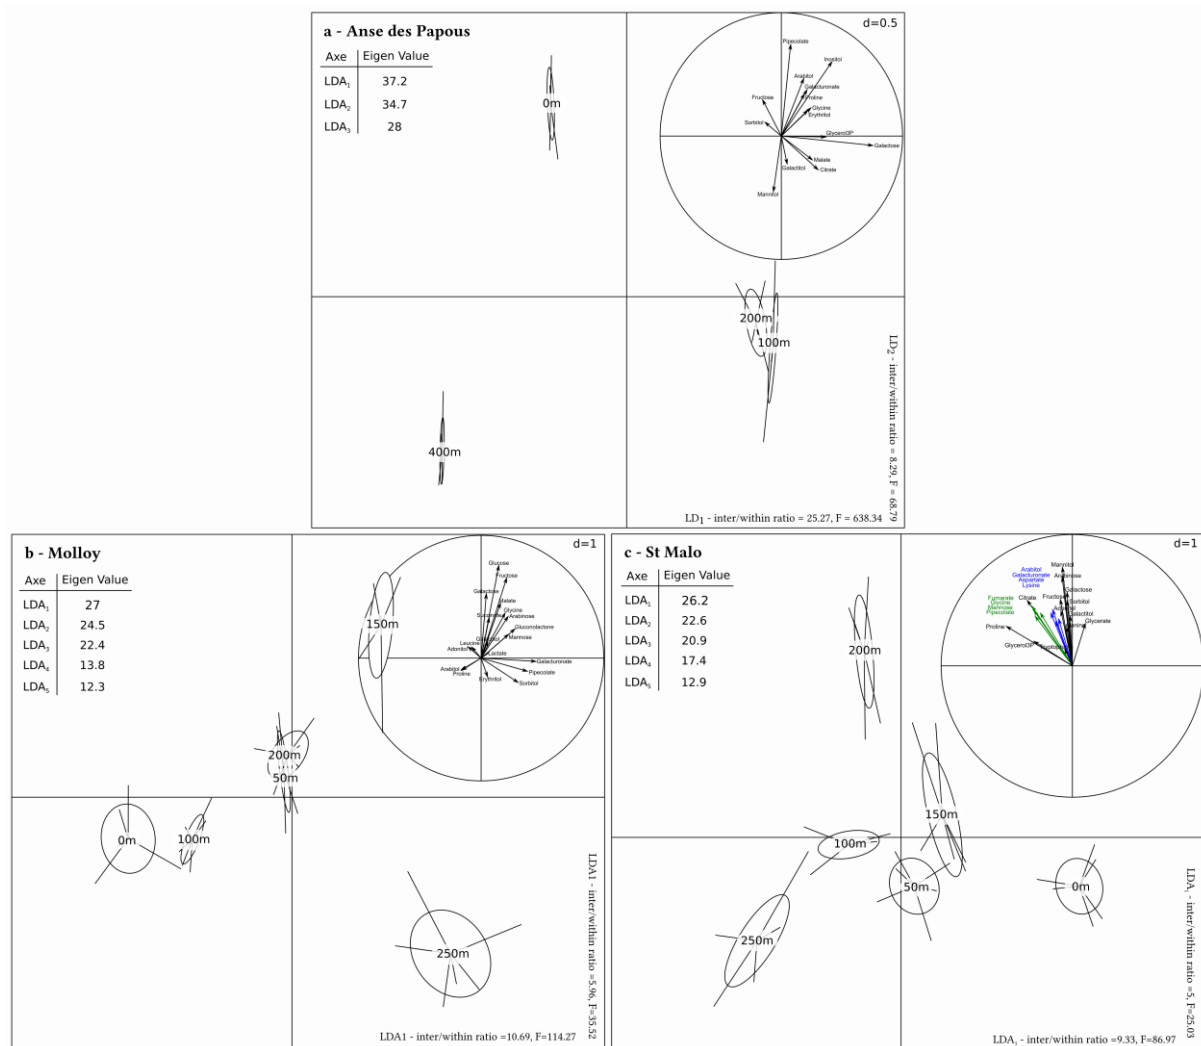 a - Anse des Papous
d=0.5
Axe Eigen Value
LDA1 37.2
LDA2 34.7
LDA3 28
0m
200m
100m
400m
Pipecolate
Inositol
Arabitol
Galacturonate
Proline
Fructose
Glycine
Erythritol
Sorbitol
Glycerol3P
Galactose
Malate
Galactitol
Citrate
Mannitol
LD2 - inter/within ratio = 8.29, F = 68.79
LD1 - inter/within ratio = 25.27, F = 638.34
b - Molloy
d=1
Axe Eigen Value
LDA1 27
LDA2 24.5
LDA3 22.4
LDA4 13.8
LDA5 12.3
150m
200m
50m
0m
100m
250m
Glucose
Fructose
Galactose
Malate
Glycine
Arabinose
Gluconolactone
Mannose
Leucine
Adonitol
Lactate
Galacturonate
Arabitol
Proline
Pipecolate
Erythritol
Sorbitol
LDA1 - inter/within ratio =5.96, F=35.52
LDA1 - inter/within ratio =10.69, F=114.27
c - St Malo
d=1
Axe Eigen Value
LDA1 26.2
LDA2 22.6
LDA3 20.9
LDA4 17.4
LDA5 12.9
200m
150m
100m
50m
0m
250m
Arabitol
Galacturonate
Aspartate
Lysine
Fumarate
Glycine
Mannose
Pipecolate
Mannitol
Arabinose
Galactose
Citrate
Fructose
Sorbitol
Galactitol
Glycerate
Proline
Glycerol3P
LDA1 - inter/within ratio =5, F=25.03
LDA1 - inter/within ratio =9.33, F=86.97